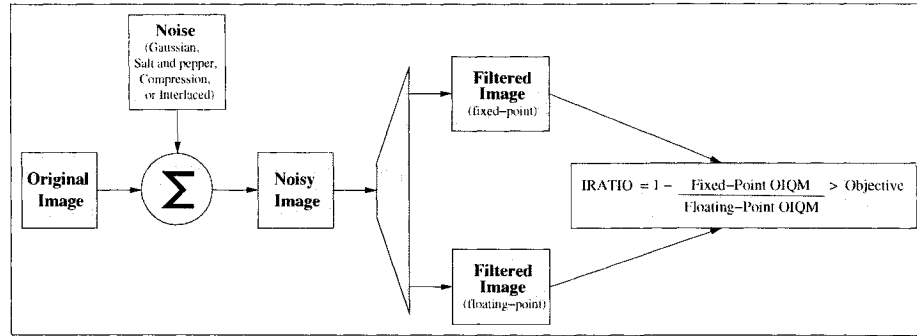 Noise
(Gaussian,
Salt and pepper,
Compression,
or Interlaced)
Original
Image
Σ
Noisy
Image
Filtered
Image
(fixed-point)
Filtered
Image
(floating-point)
IRATIO = 1 - Fixed-Point OIQM > Objective
Floating-Point OIQM